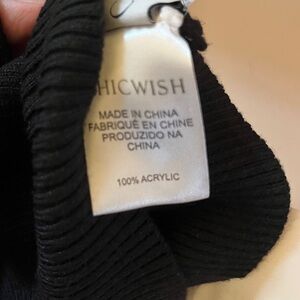 HICWISH
MADE IN CHINA
FABRIQUÉ EN CHINE
PRODUZIDO NA
CHINA
100% ACRYLIC